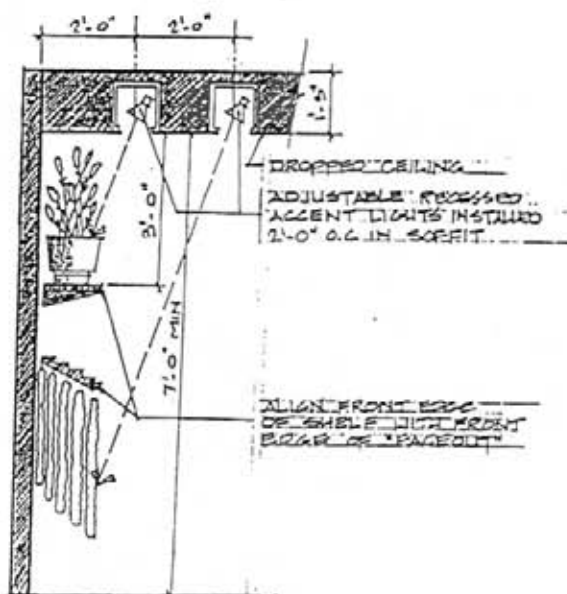 2'-0" 2'-0"
1'-3"
DROPPED CEILING
ADJUSTABLE RECESSED
ACCENT LIGHTS INSTALLED
2'-0" O.C. IN SOFFIT
3'-0"
7'-0" MIN
ALIGN FRONT EDGE
OF SHELF WITH FRONT
EDGE OF "FACEOUT"